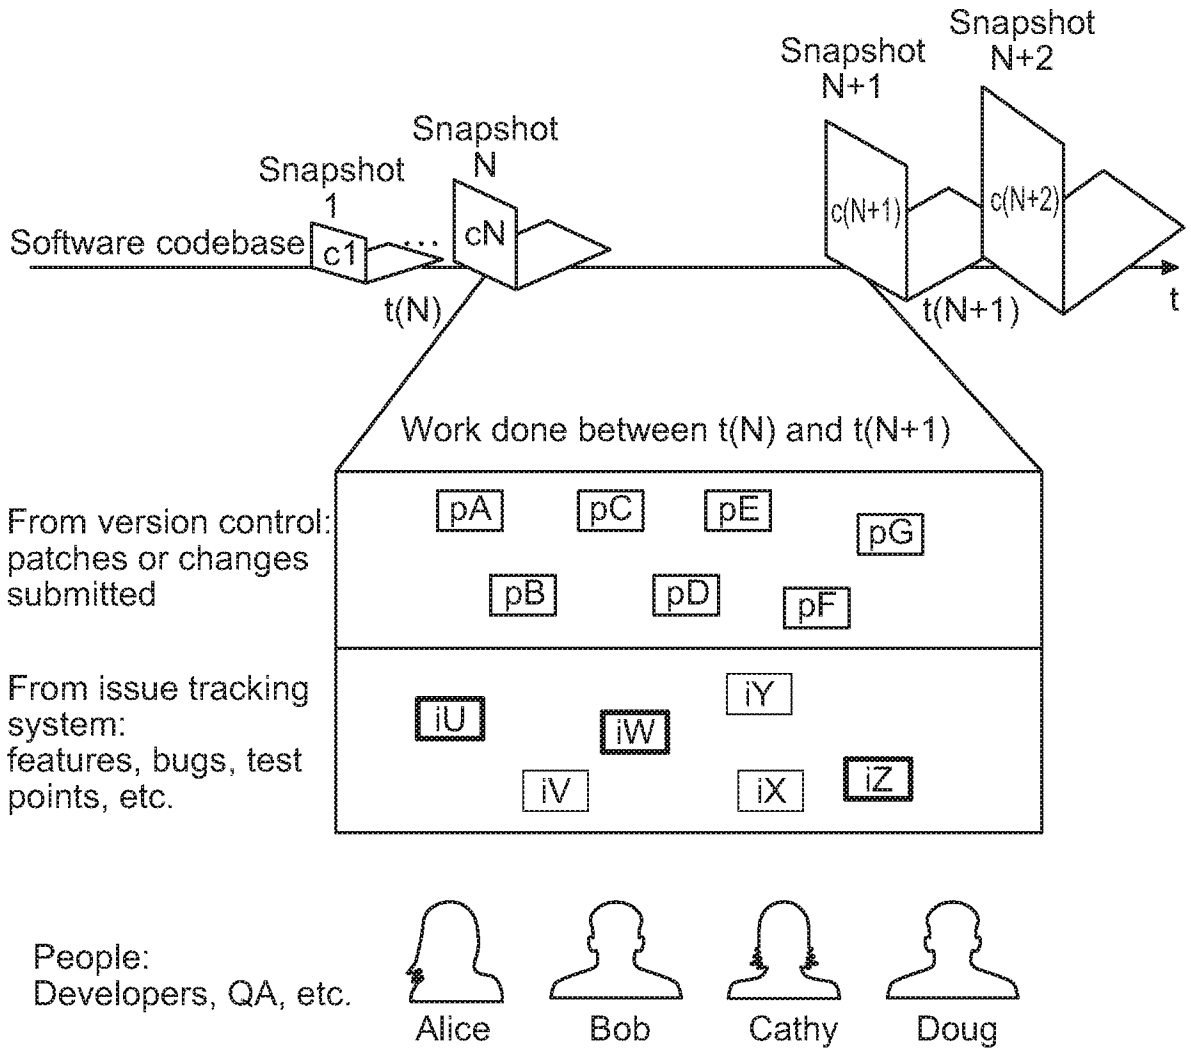 Snapshot
N+2
Snapshot
N+1
Snapshot
N
Snapshot
1
Software codebase
c1
...
cN
c(N+1)
c(N+2)
t(N)
t(N+1)
t
Work done between t(N) and t(N+1)
From version control:
patches or changes
submitted
pA
pC
pE
pG
pB
pD
pF
From issue tracking
system:
features, bugs, test
points, etc.
iY
iU
iW
iV
iX
iZ
People:
Developers, QA, etc.
Alice
Bob
Cathy
Doug